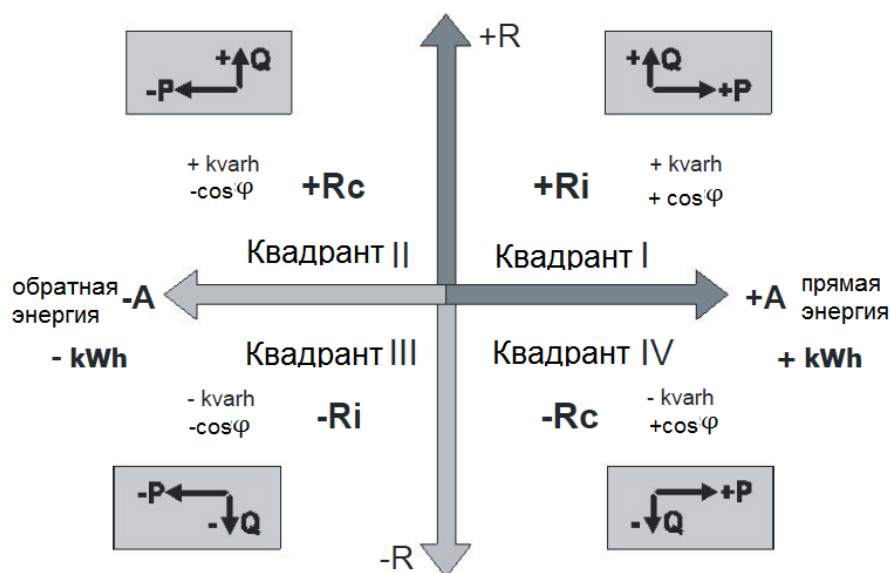 +R
+Q
-P
+Q
+P
+ kvarh
-cosφ
+Rc
+Ri
+ kvarh
+ cosφ
Квадрант II
Квадрант I
обратная
энергия
-A
- kWh
+A
прямая
энергия
+ kWh
Квадрант III
Квадрант IV
- kvarh
-cosφ
-Ri
-Rc
- kvarh
+cosφ
-P
-Q
+P
-Q
-R